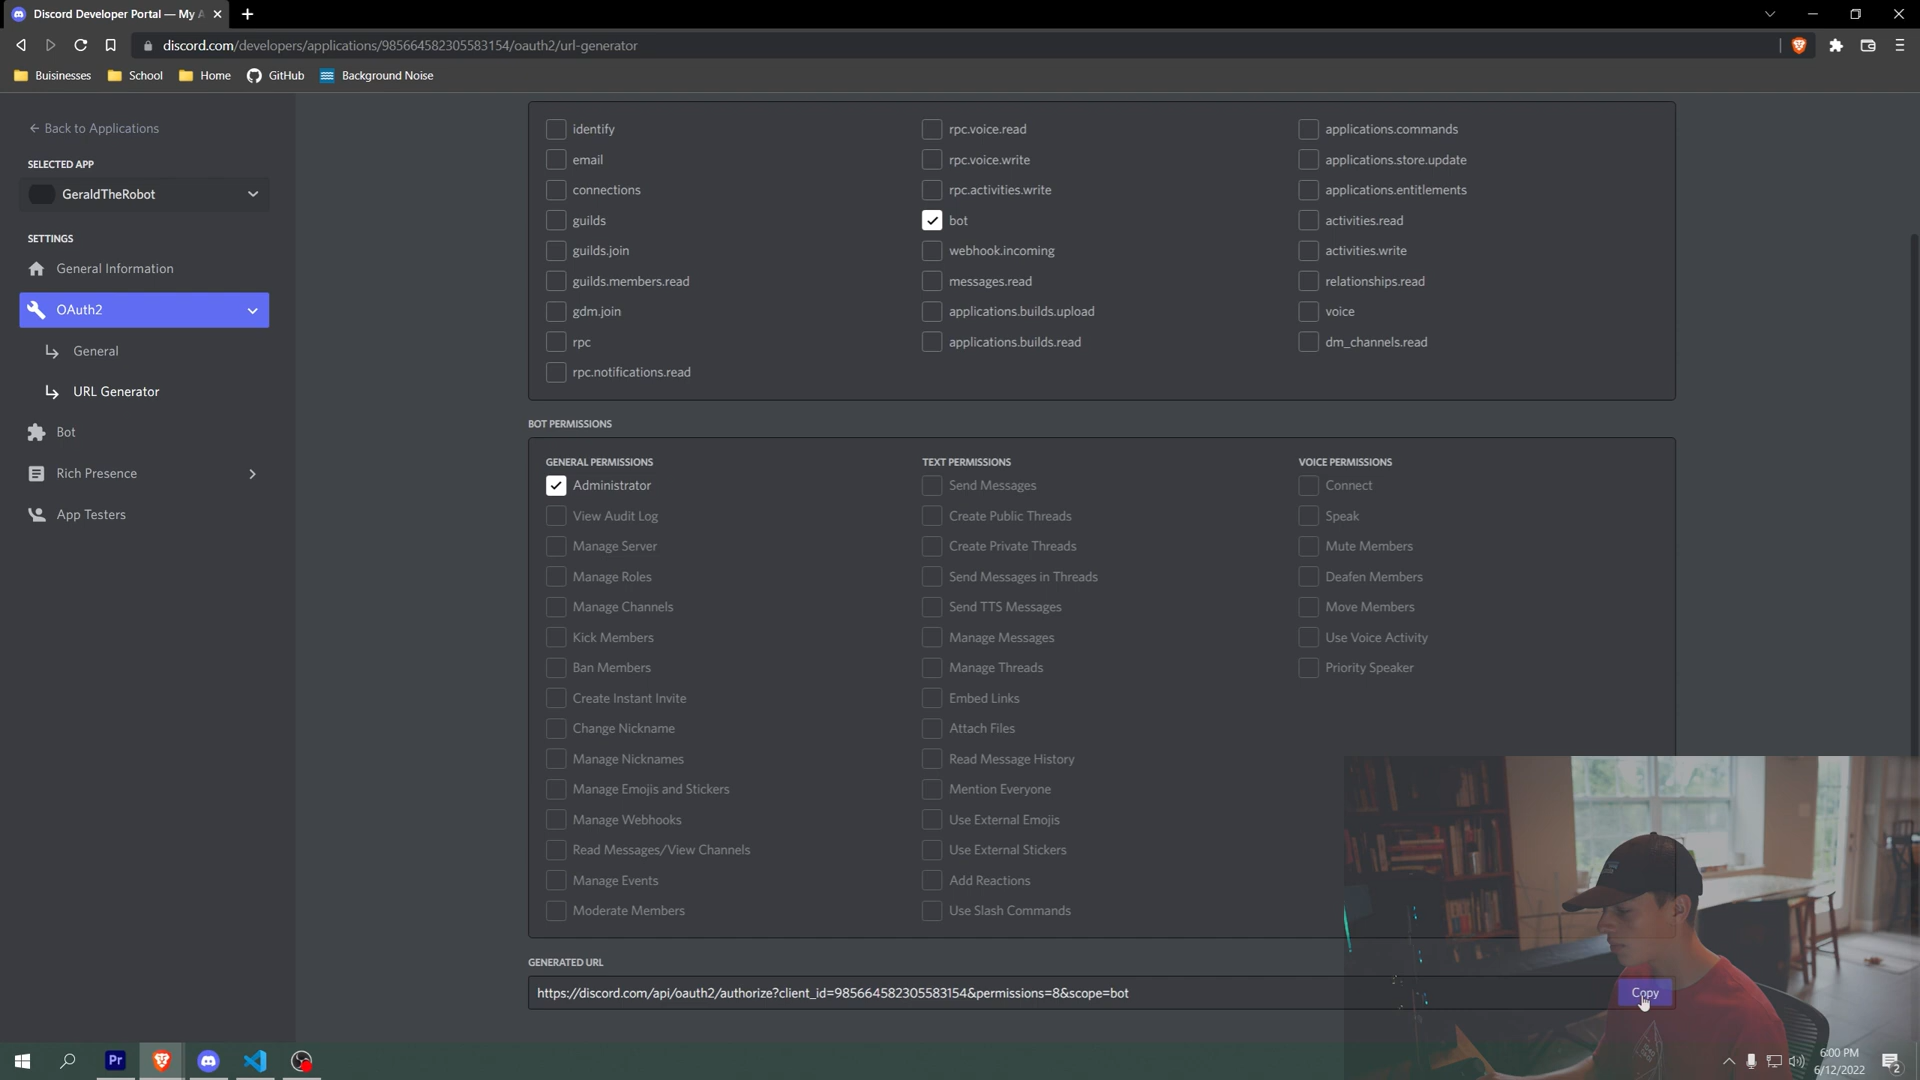 Discord Developer Portal — My A
discord.com/developers/applications/985664582305583154/oauth2/url-generator
Buisinesses
School
Home
GitHub
Background Noise
Back to Applications
SELECTED APP
GeraldTheRobot
SETTINGS
General Information
OAuth2
General
URL Generator
Bot
Rich Presence
App Testers
identify
rpc.voice.read
applications.commands
email
rpc.voice.write
applications.store.update
connections
rpc.activities.write
applications.entitlements
guilds
bot
activities.read
guilds.join
webhook.incoming
activities.write
guilds.members.read
messages.read
relationships.read
gdm.join
applications.builds.upload
voice
rpc
applications.builds.read
dm_channels.read
rpc.notifications.read
BOT PERMISSIONS
GENERAL PERMISSIONS
Administrator
View Audit Log
Manage Server
Manage Roles
Manage Channels
Kick Members
Ban Members
Create Instant Invite
Change Nickname
Manage Nicknames
Manage Emojis and Stickers
Manage Webhooks
Read Messages/View Channels
Manage Events
Moderate Members
TEXT PERMISSIONS
Send Messages
Create Public Threads
Create Private Threads
Send Messages in Threads
Send TTS Messages
Manage Messages
Manage Threads
Embed Links
Attach Files
Read Message History
Mention Everyone
Use External Emojis
Use External Stickers
Add Reactions
Use Slash Commands
VOICE PERMISSIONS
Connect
Speak
Mute Members
Deafen Members
Move Members
Use Voice Activity
Priority Speaker
GENERATED URL
https://discord.com/api/oauth2/authorize?client_id=985664582305583154&permissions=8&scope=bot
Copy
Pr
6:00 PM
6/12/2022
2